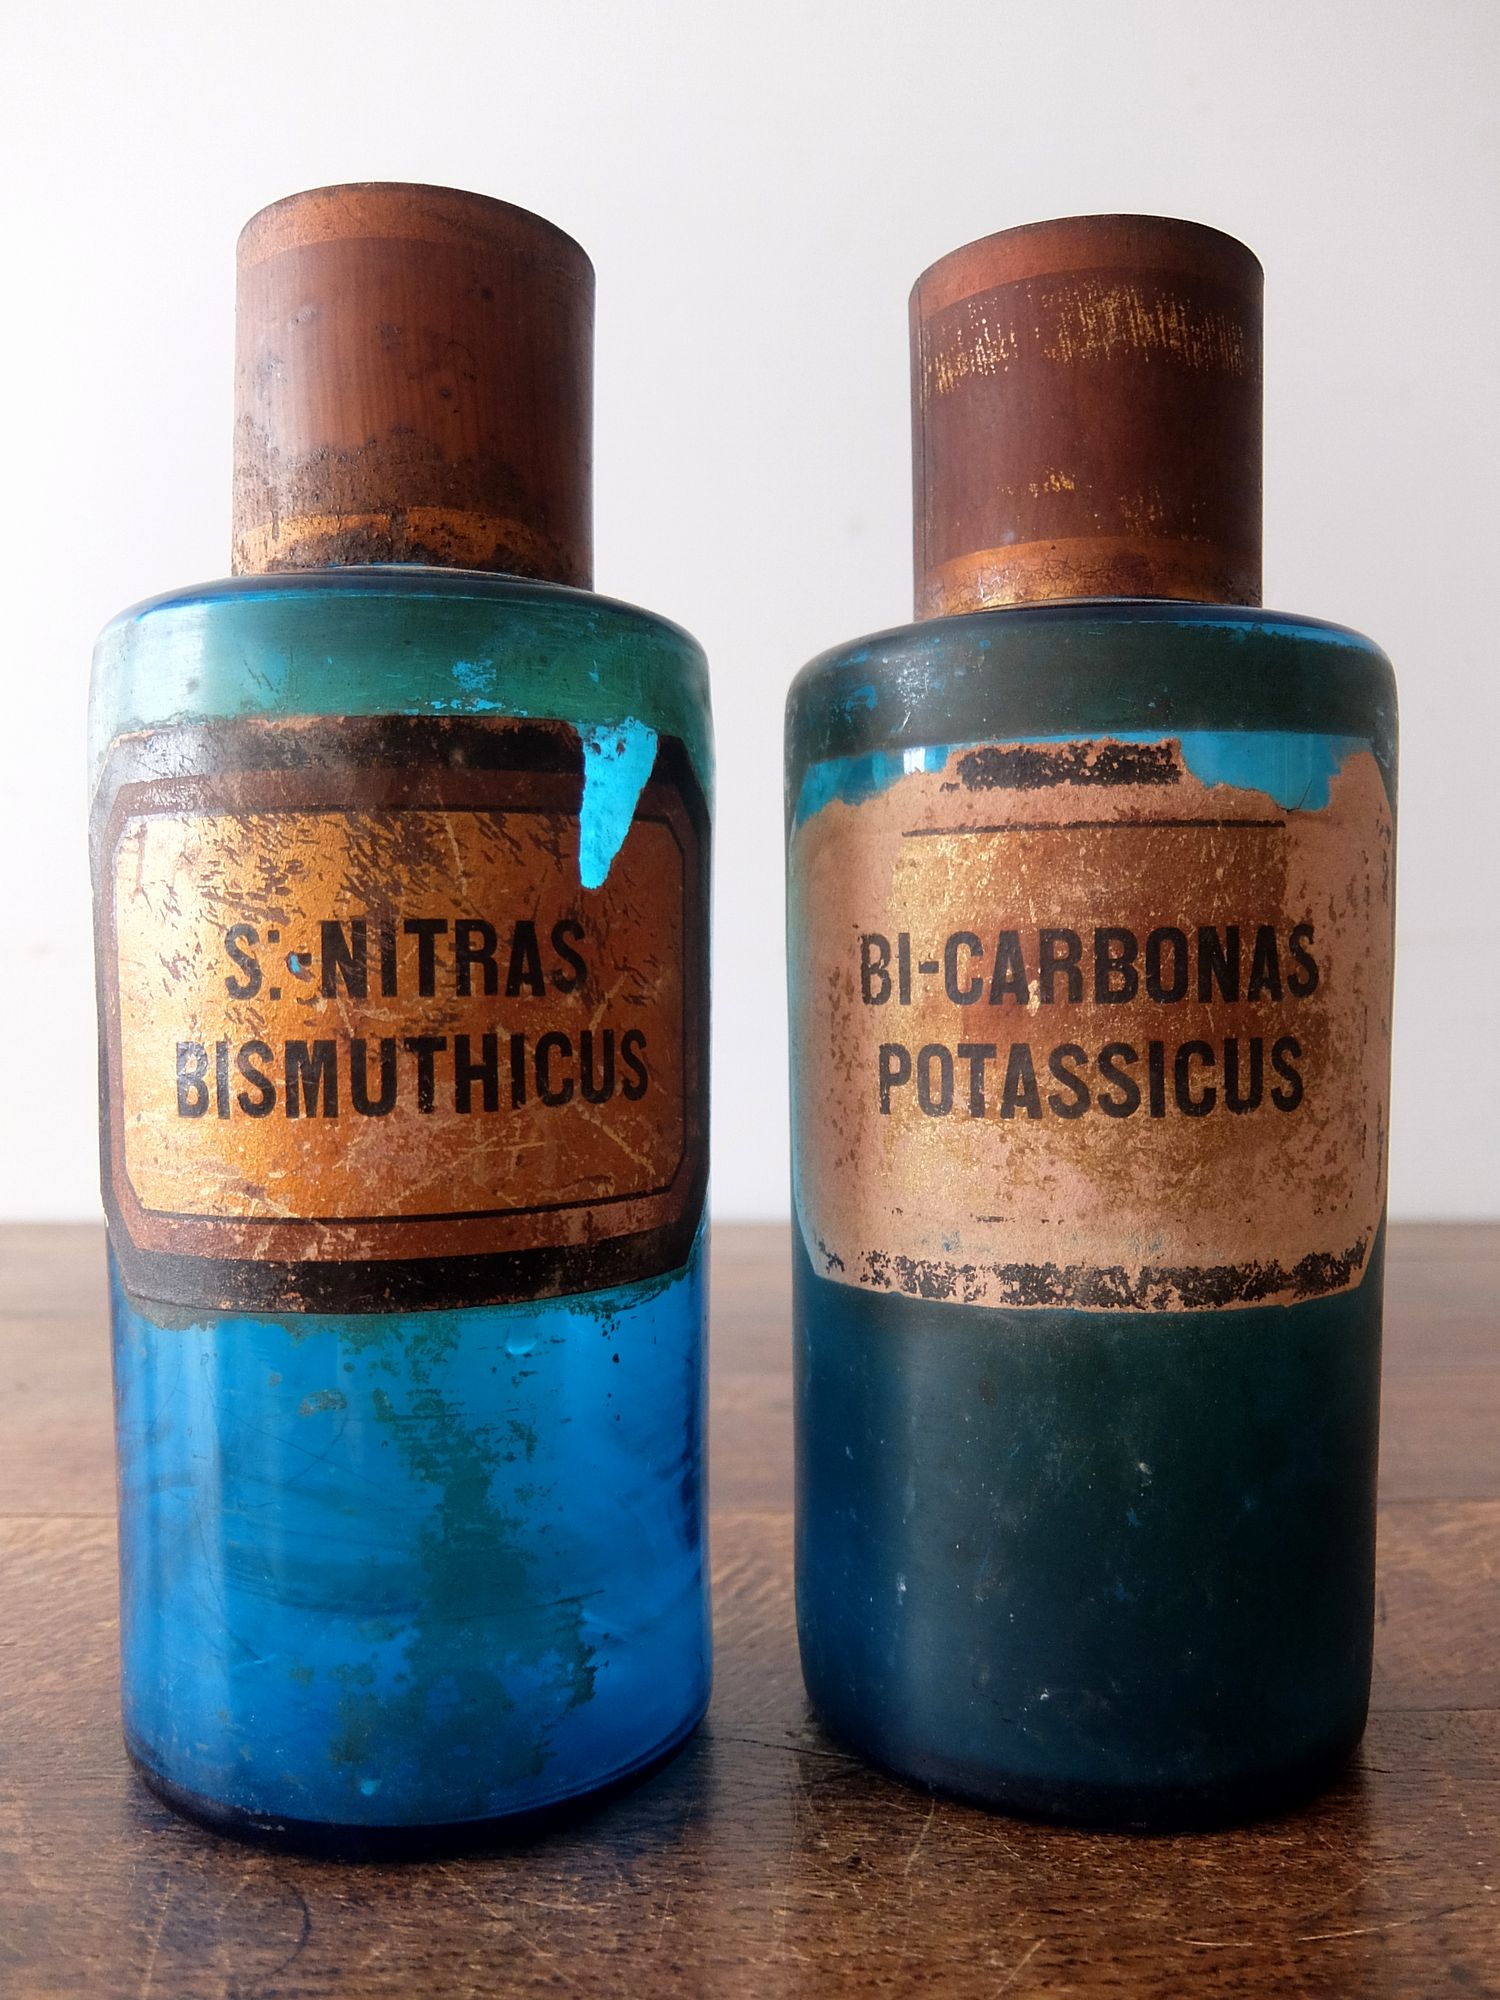 S: NITRAS
BISMUTHICUS
BI-CARBONAS
POTASSICUS